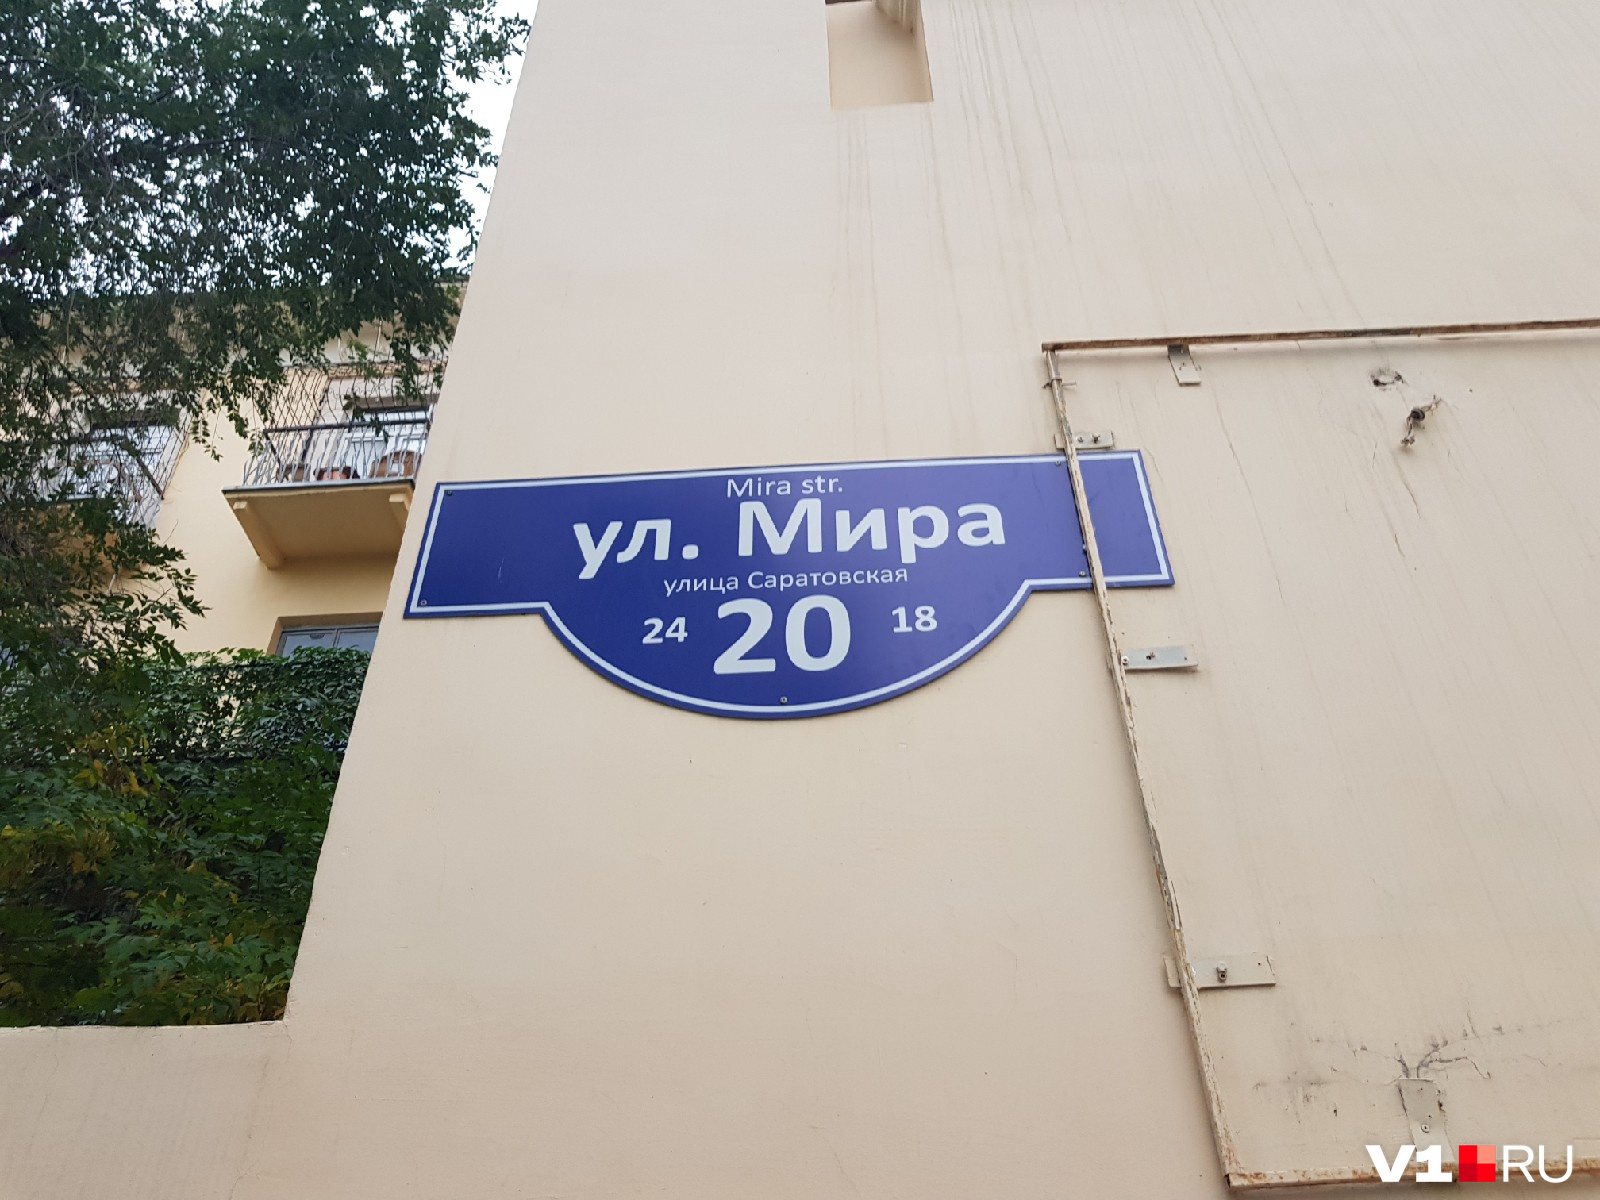 Mira str.
ул. Мира
улица Саратовская
24 20 18
V1 RU